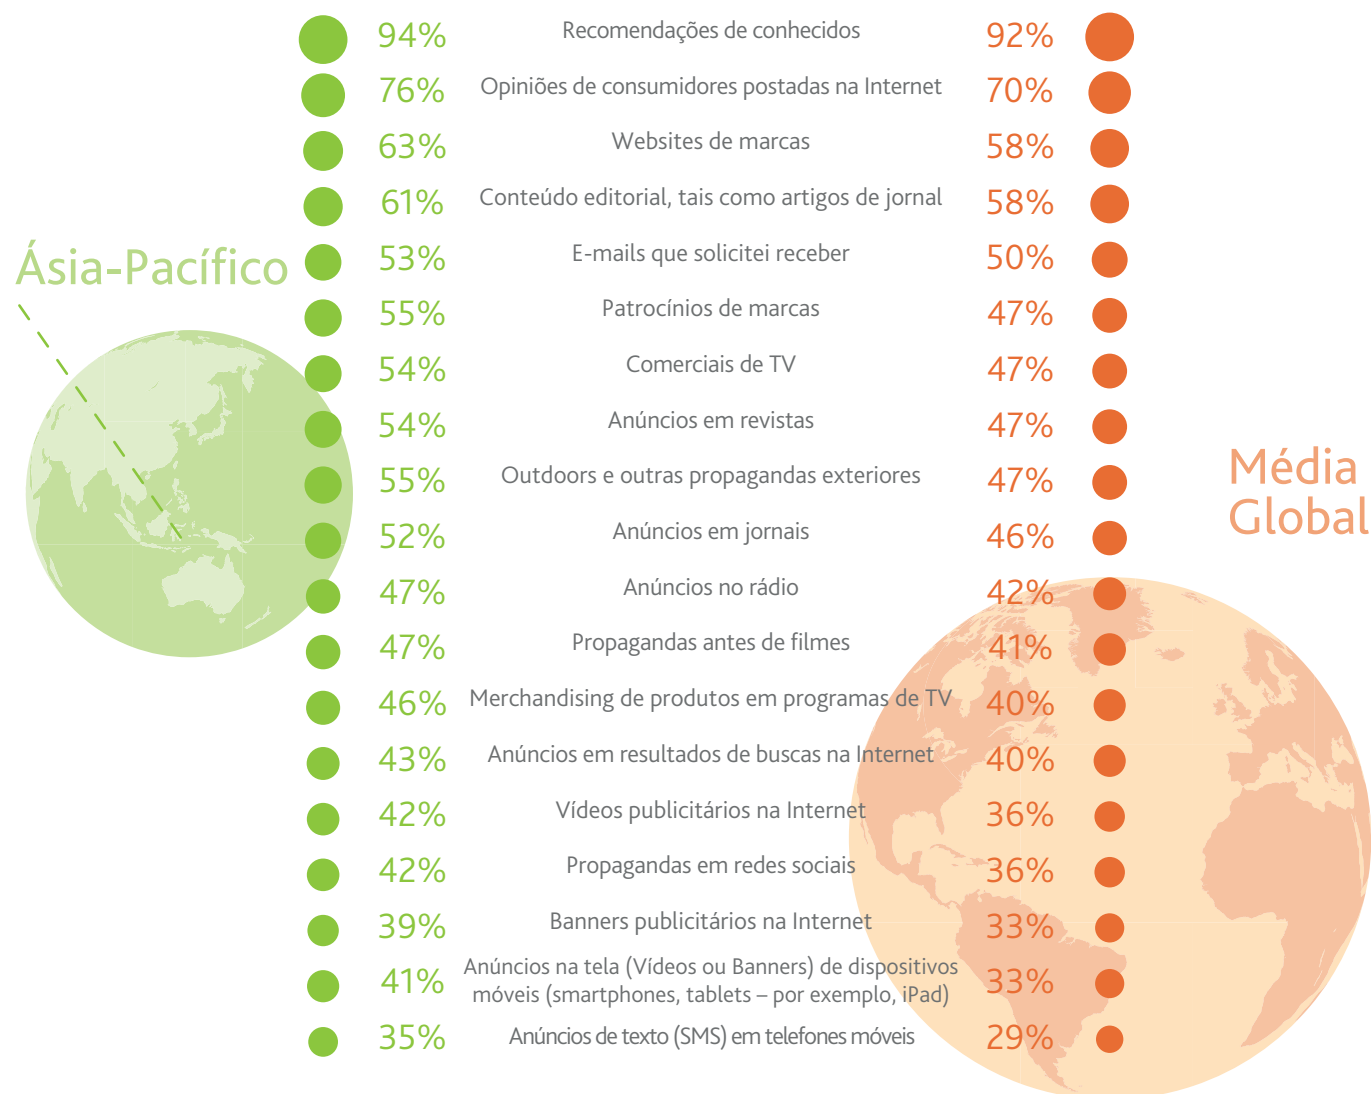 94% Recomendações de conhecidos 92%
76% Opiniões de consumidores postadas na Internet 70%
63% Websites de marcas 58%
61% Conteúdo editorial, tais como artigos de jornal 58%
Ásia-Pacífico
53% E-mails que solicitei receber 50%
55% Patrocínios de marcas 47%
54% Comerciais de TV 47%
54% Anúncios em revistas 47%
55% Outdoors e outras propagandas exteriores 47%
Média
Global
52% Anúncios em jornais 46%
47% Anúncios no rádio 42%
47% Propagandas antes de filmes 41%
46% Merchandising de produtos em programas de TV 40%
43% Anúncios em resultados de buscas na Internet 40%
42% Vídeos publicitários na Internet 36%
42% Propagandas em redes sociais 36%
39% Banners publicitários na Internet 33%
41% Anúncios na tela (Vídeos ou Banners) de dispositivos 33%
móveis (smartphones, tablets – por exemplo, iPad)
35% Anúncios de texto (SMS) em telefones móveis 29%